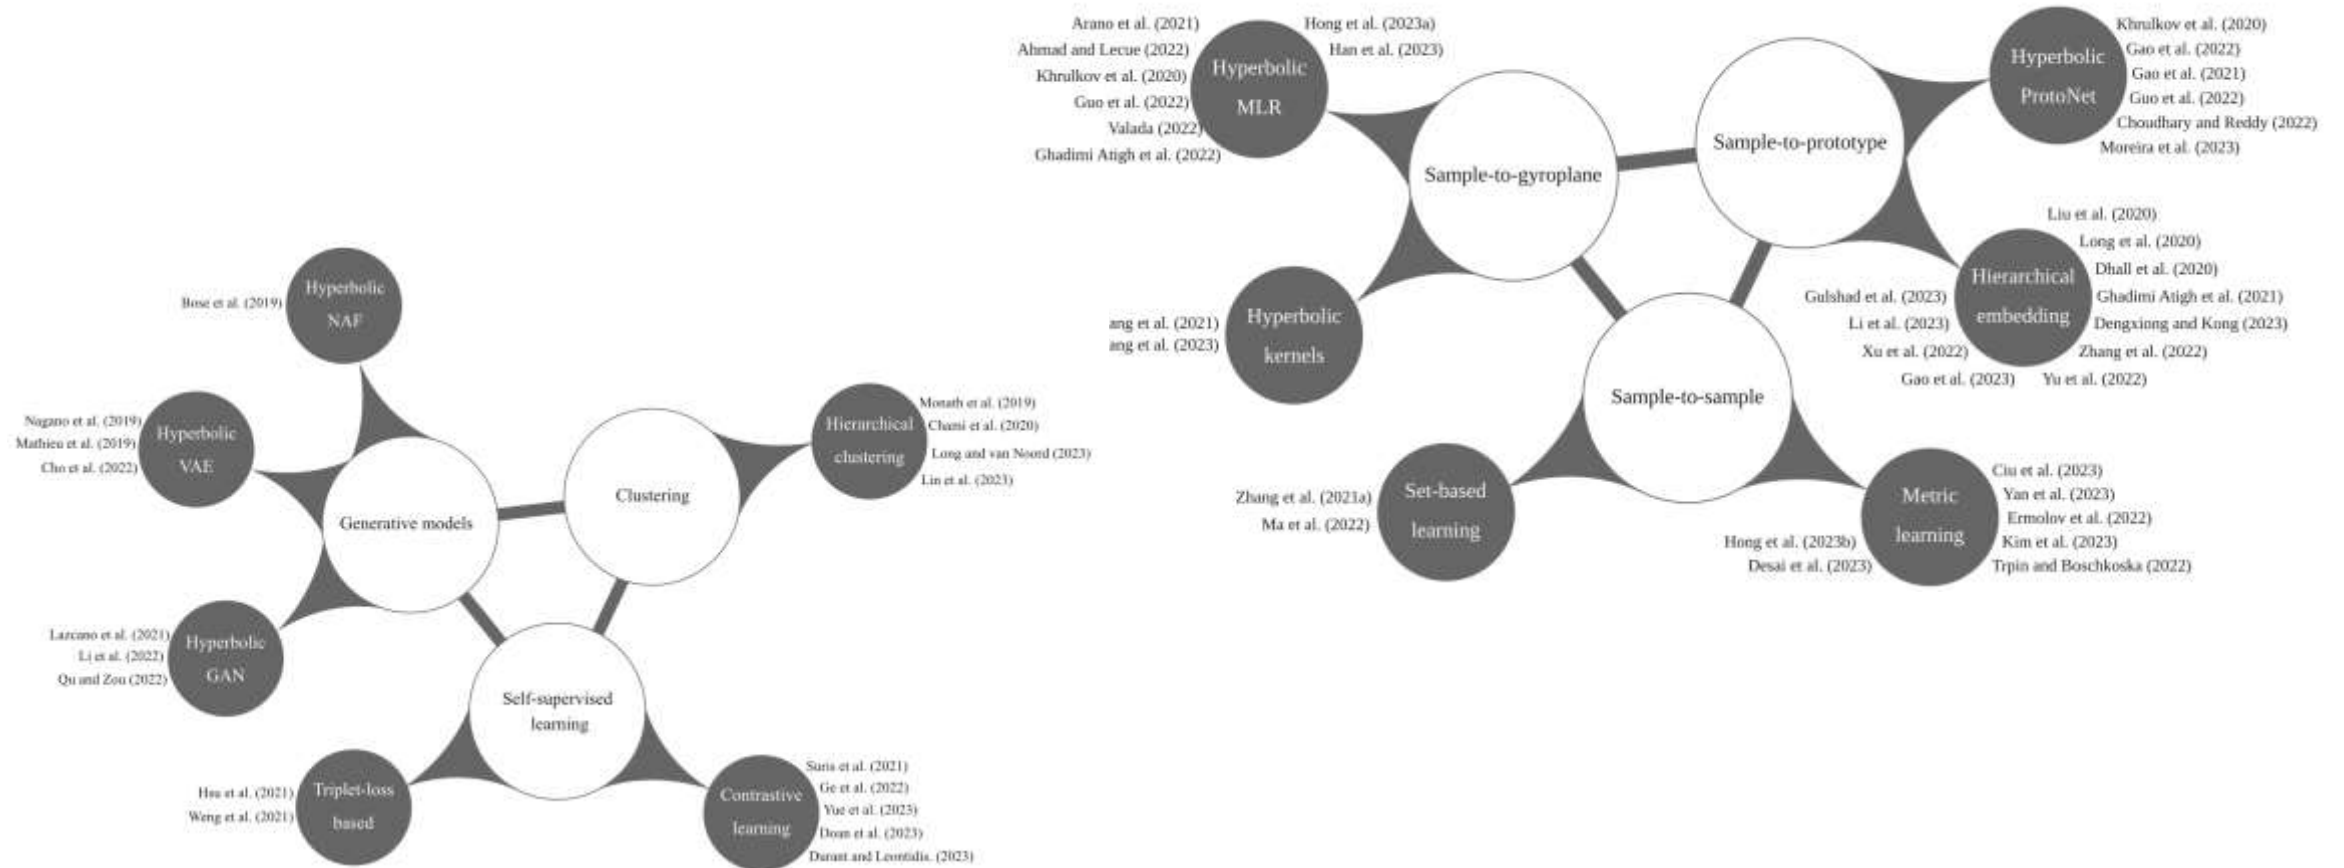 Bose et al. (2019)
Hyperbolic
NAF
Nagano et al. (2019)
Mathieu et al. (2019)
Cho et al. (2022)
Hyperbolic
VAE
Generative models
Lazcano et al. (2021)
Li et al. (2022)
Qu and Zou (2022)
Hyperbolic
GAN
Clustering
Hierarchical
clustering
Monath et al. (2019)
Chami et al. (2020)
Long and van Noord (2023)
Lin et al. (2023)
Self-supervised
learning
Hsu et al. (2021)
Weng et al. (2021)
Triplet-loss
based
Contrastive
learning
Suris et al. (2021)
Ge et al. (2022)
Yue et al. (2023)
Doan et al. (2023)
Durant and Leontidis. (2023)
Arano et al. (2021)
Ahmad and Lecue (2022)
Khrulkov et al. (2020)
Guo et al. (2022)
Valada (2022)
Ghadimi Atigh et al. (2022)
Hyperbolic
MLR
Hong et al. (2023a)
Han et al. (2023)
Sample-to-gyroplane
ang et al. (2021)
ang et al. (2023)
Hyperbolic
kernels
Sample-to-prototype
Hyperbolic
ProtoNet
Khrulkov et al. (2020)
Gao et al. (2022)
Gao et al. (2021)
Guo et al. (2022)
Choudhary and Reddy (2022)
Moreira et al. (2023)
Hierarchical
embedding
Liu et al. (2020)
Long et al. (2020)
Dhall et al. (2020)
Ghadimi Atigh et al. (2021)
Dengxiong and Kong (2023)
Zhang et al. (2022)
Yu et al. (2022)
Gulshad et al. (2023)
Li et al. (2023)
Xu et al. (2022)
Gao et al. (2023)
Sample-to-sample
Zhang et al. (2021a)
Ma et al. (2022)
Set-based
learning
Metric
learning
Ciu et al. (2023)
Yan et al. (2023)
Ermolov et al. (2022)
Kim et al. (2023)
Trpin and Boschkoska (2022)
Hong et al. (2023b)
Desai et al. (2023)